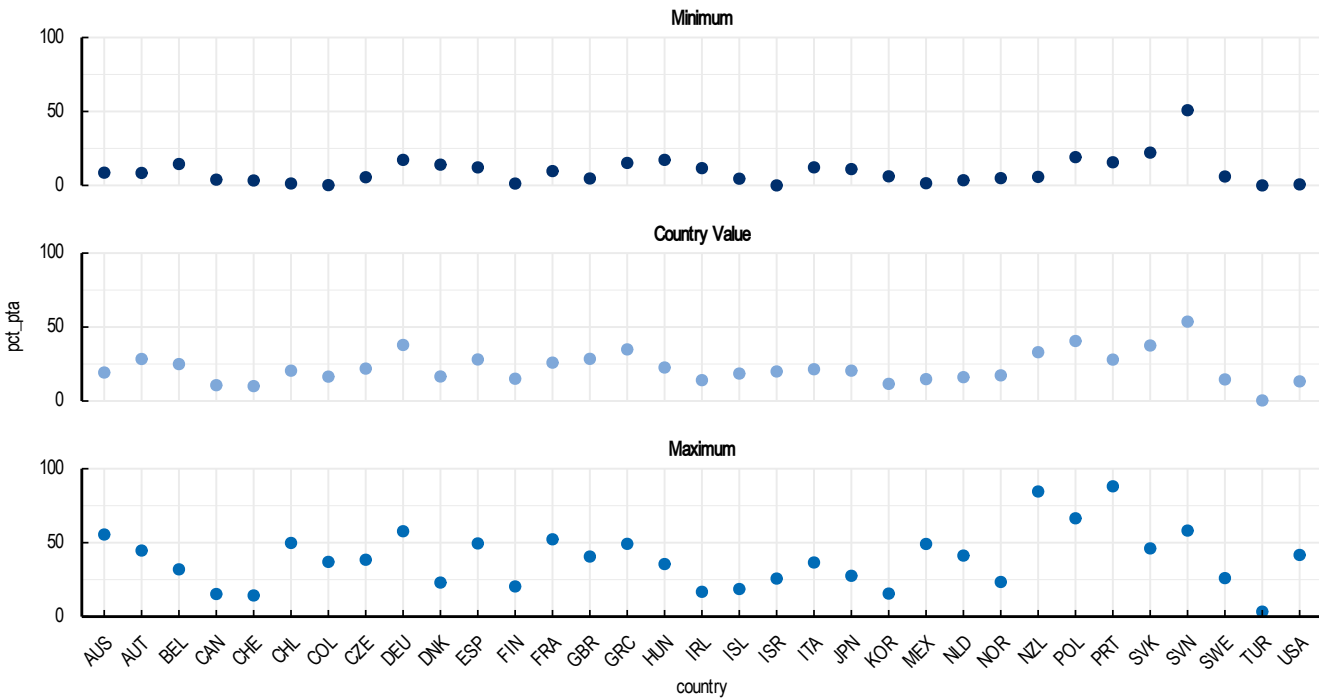 Minimum
100
50
0
Country Value
100
50
0
pct_pta
Maximum
100
50
0
AUS AUT BEL CAN CHE CHL COL CZE DEU DNK ESP FIN FRA GBR GRC HUN IRL ISL ISR ITA JPN KOR MEX NLD NOR NZL POL PRT SVK SVN SWE TUR USA
country